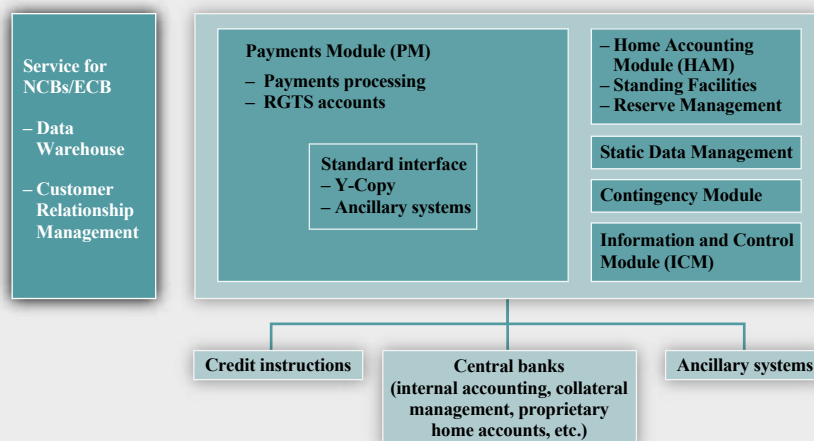 Service for
NCBs/ECB
– Data
Warehouse
– Customer
Relationship
Management
Payments Module (PM)
– Payments processing
– RGTS accounts
Standard interface
– Y-Copy
– Ancillary systems
– Home Accounting
Module (HAM)
– Standing Facilities
– Reserve Management
Static Data Management
Contingency Module
Information and Control
Module (ICM)
Credit instructions
Central banks
(internal accounting, collateral
management, proprietary
home accounts, etc.)
Ancillary systems